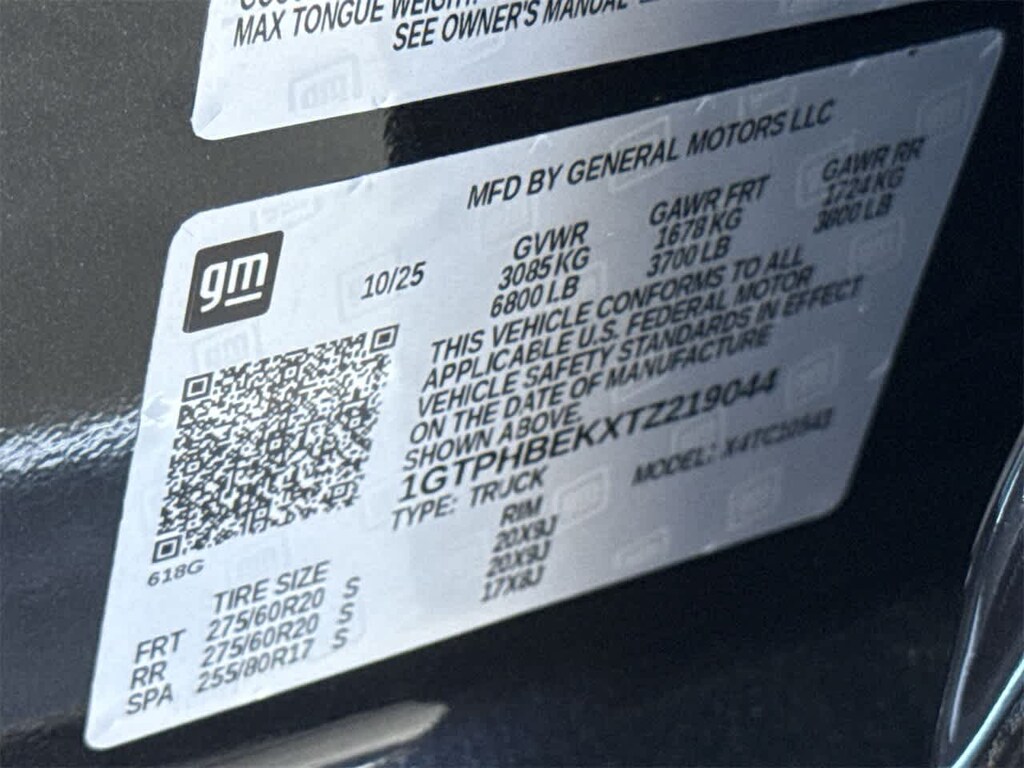 MAX TONGUE WEIGHT
SEE OWNER'S MANUAL
MFD BY GENERAL MOTORS LLC
gm
10/25
GVWR GAWR FRT GAWR RR
3085 KG 1678 KG 1724 KG
6800 LB 3700 LB 3800 LB
THIS VEHICLE CONFORMS TO ALL
APPLICABLE U.S. FEDERAL MOTOR
VEHICLE SAFETY STANDARDS IN EFFECT
ON THE DATE OF MANUFACTURE
SHOWN ABOVE.
1GTPHBEKXTZ219044
TYPE: TRUCK MODEL:
618G
TIRE SIZE RIM
FRT 275/60R20 S 20X9J
RR 275/60R20 S 20X9J
SPA 255/80R17 S 17X8J